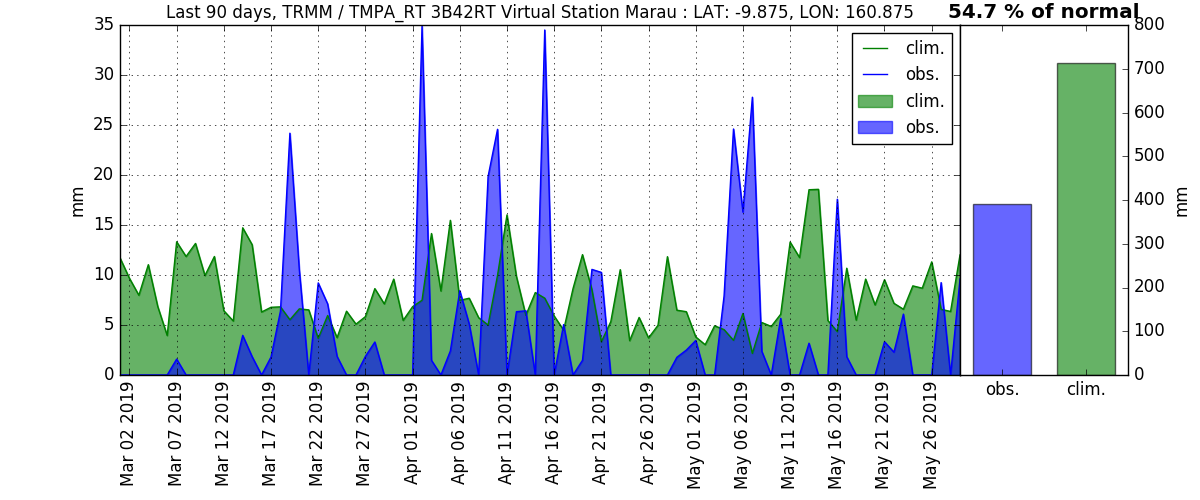 Last 90 days, TRMM / TMPA_RT 3B42RT Virtual Station Marau : LAT: -9.875, LON: 160.875
54.7 % of normal
35
30
25
20
15
10
5
0
mm
clim.
obs.
clim.
obs.
800
700
600
500
400
300
200
100
0
mm
Mar 02 2019
Mar 07 2019
Mar 12 2019
Mar 17 2019
Mar 22 2019
Mar 27 2019
Apr 01 2019
Apr 06 2019
Apr 11 2019
Apr 16 2019
Apr 21 2019
Apr 26 2019
May 01 2019
May 06 2019
May 11 2019
May 16 2019
May 21 2019
May 26 2019
obs.
clim.